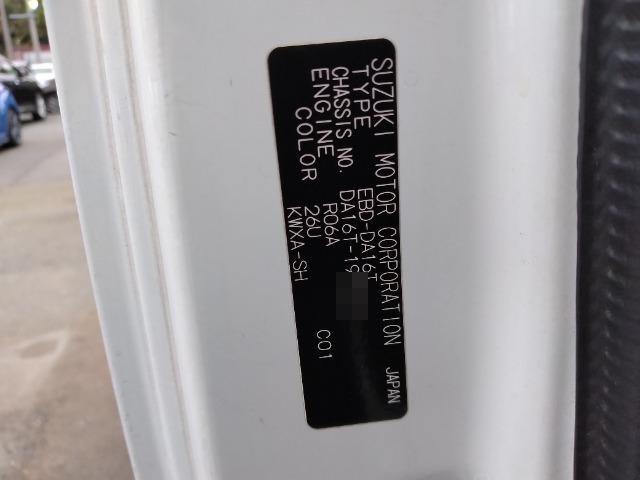 SUZUKI MOTOR CORPORATION JAPAN
TYPE EBD-DA16T
CHASSIS NO. DA16T-19
ENGINE R06A
COLOR 26U C01
KWXA-SH